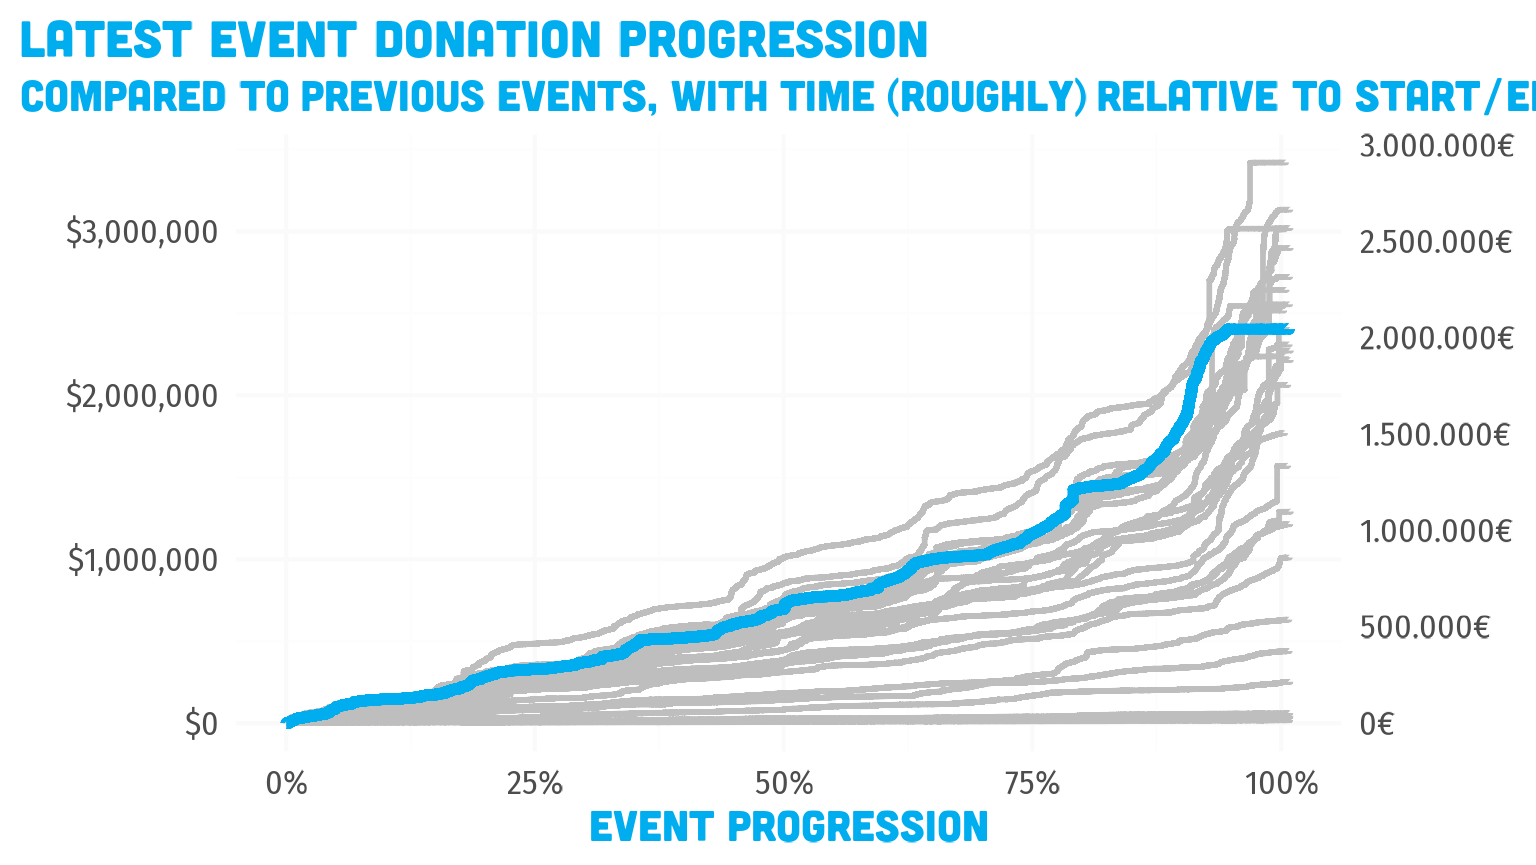 LATEST EVENT DONATION PROGRESSION
COMPARED TO PREVIOUS EVENTS, WITH TIME (ROUGHLY) RELATIVE TO START/
3.000.000€
$3,000,000
2.500.000€
2.000.000€
$2,000,000
1.500.000€
1.000.000€
$1,000,000
500.000€
$0
0€
0% 25% 50% 75% 100%
EVENT PROGRESSION